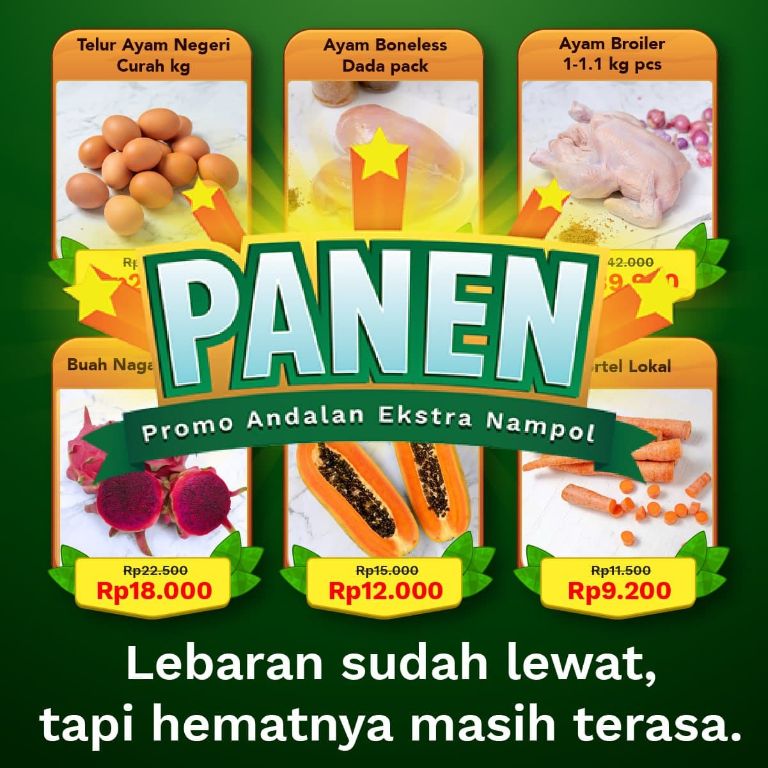 Telur Ayam Negeri
Curah kg
Ayam Boneless
Dada pack
Ayam Broiler
1-1.1 kg pcs
42.000
PANEN
Promo Andalan Ekstra Nampol
Buah Naga
Lokal
Rp22.500
Rp18.000
Rp15.000
Rp12.000
Rp11.500
Rp9.200
Lebaran sudah lewat,
tapi hematnya masih terasa.